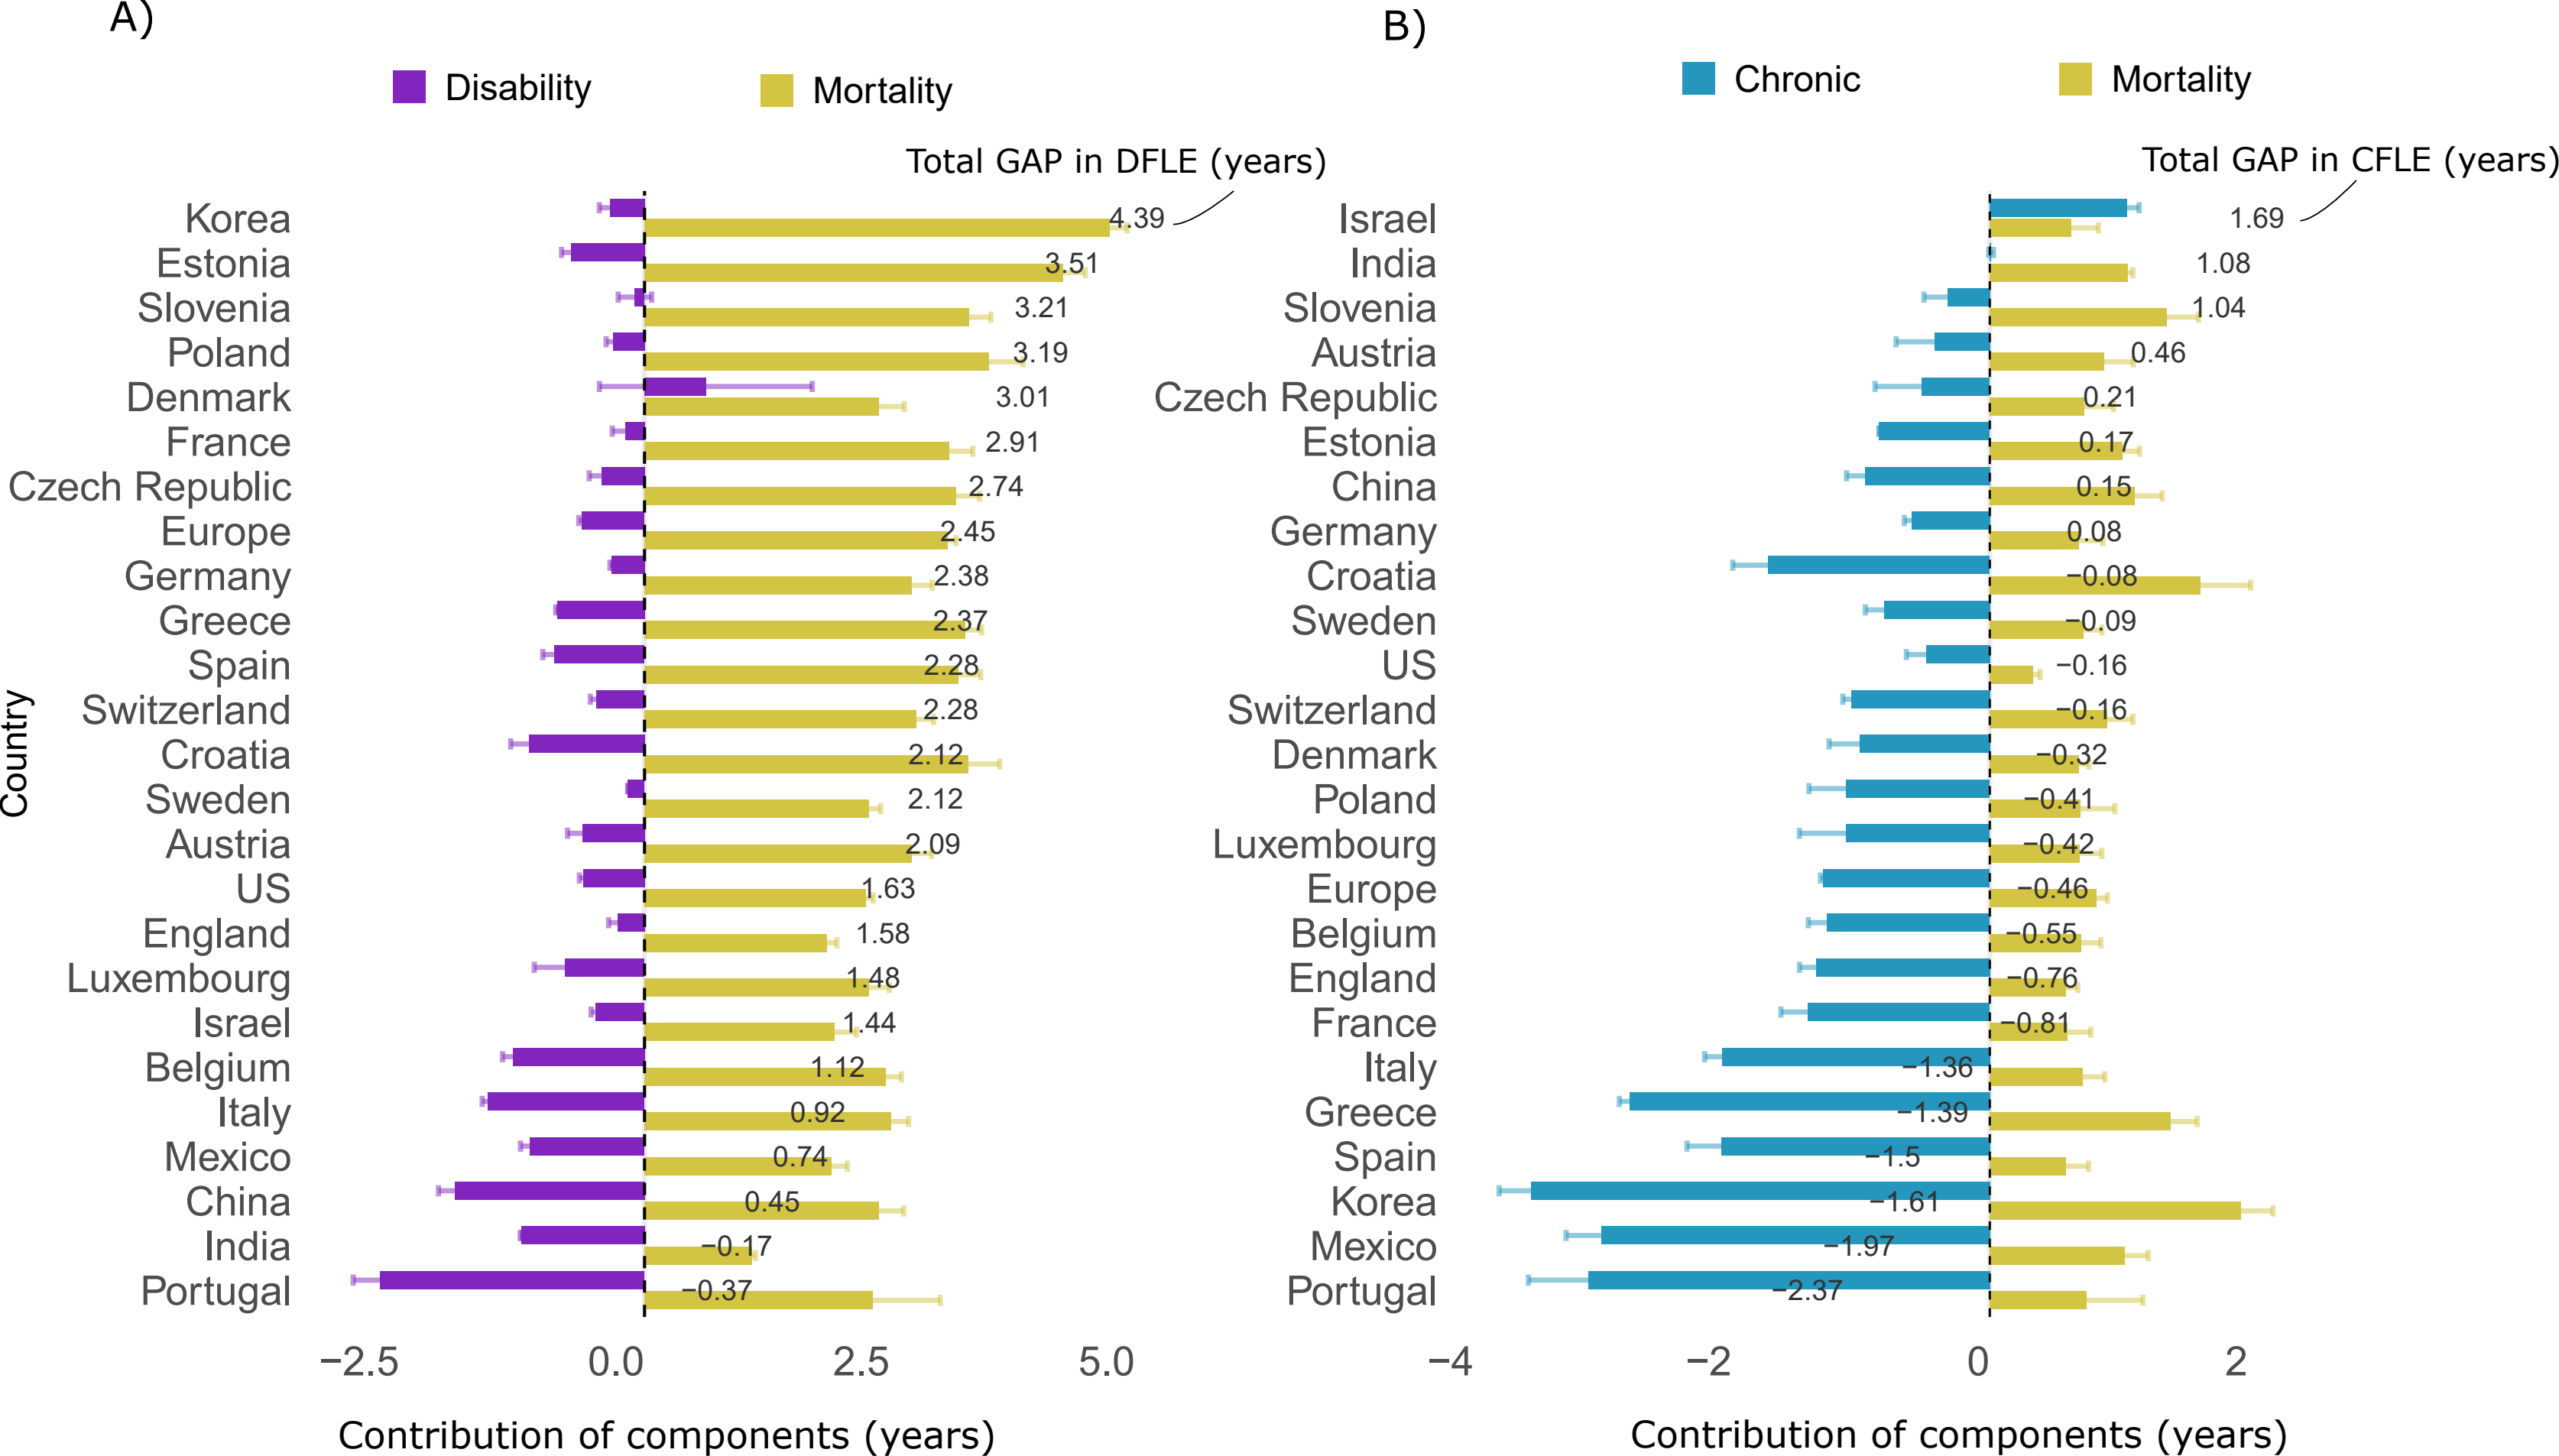 A)
Disability
Mortality
Total GAP in DFLE (years)
Country
Korea 4.39
Estonia 3.51
Slovenia 3.21
Poland 3.19
Denmark 3.01
France 2.91
Czech Republic 2.74
Europe 2.45
Germany 2.38
Greece 2.37
Spain 2.28
Switzerland 2.28
Croatia 2.12
Sweden 2.12
Austria 2.09
US 1.63
England 1.58
Luxembourg 1.48
Israel 1.44
Belgium 1.12
Italy 0.92
Mexico 0.74
China 0.45
India −0.17
Portugal −0.37
−2.5 0.0 2.5 5.0
Contribution of components (years)
B)
Chronic
Mortality
Total GAP in CFLE (years)
Israel 1.69
India 1.08
Slovenia 1.04
Austria 0.46
Czech Republic 0.21
Estonia 0.17
China 0.15
Germany 0.08
Croatia −0.08
Sweden −0.09
US −0.16
Switzerland −0.16
Denmark −0.32
Poland −0.41
Luxembourg −0.42
Europe −0.46
Belgium −0.55
England −0.76
France −0.81
Italy −1.36
Greece −1.39
Spain −1.5
Korea −1.61
Mexico −1.97
Portugal −2.37
−4 −2 0 2
Contribution of components (years)